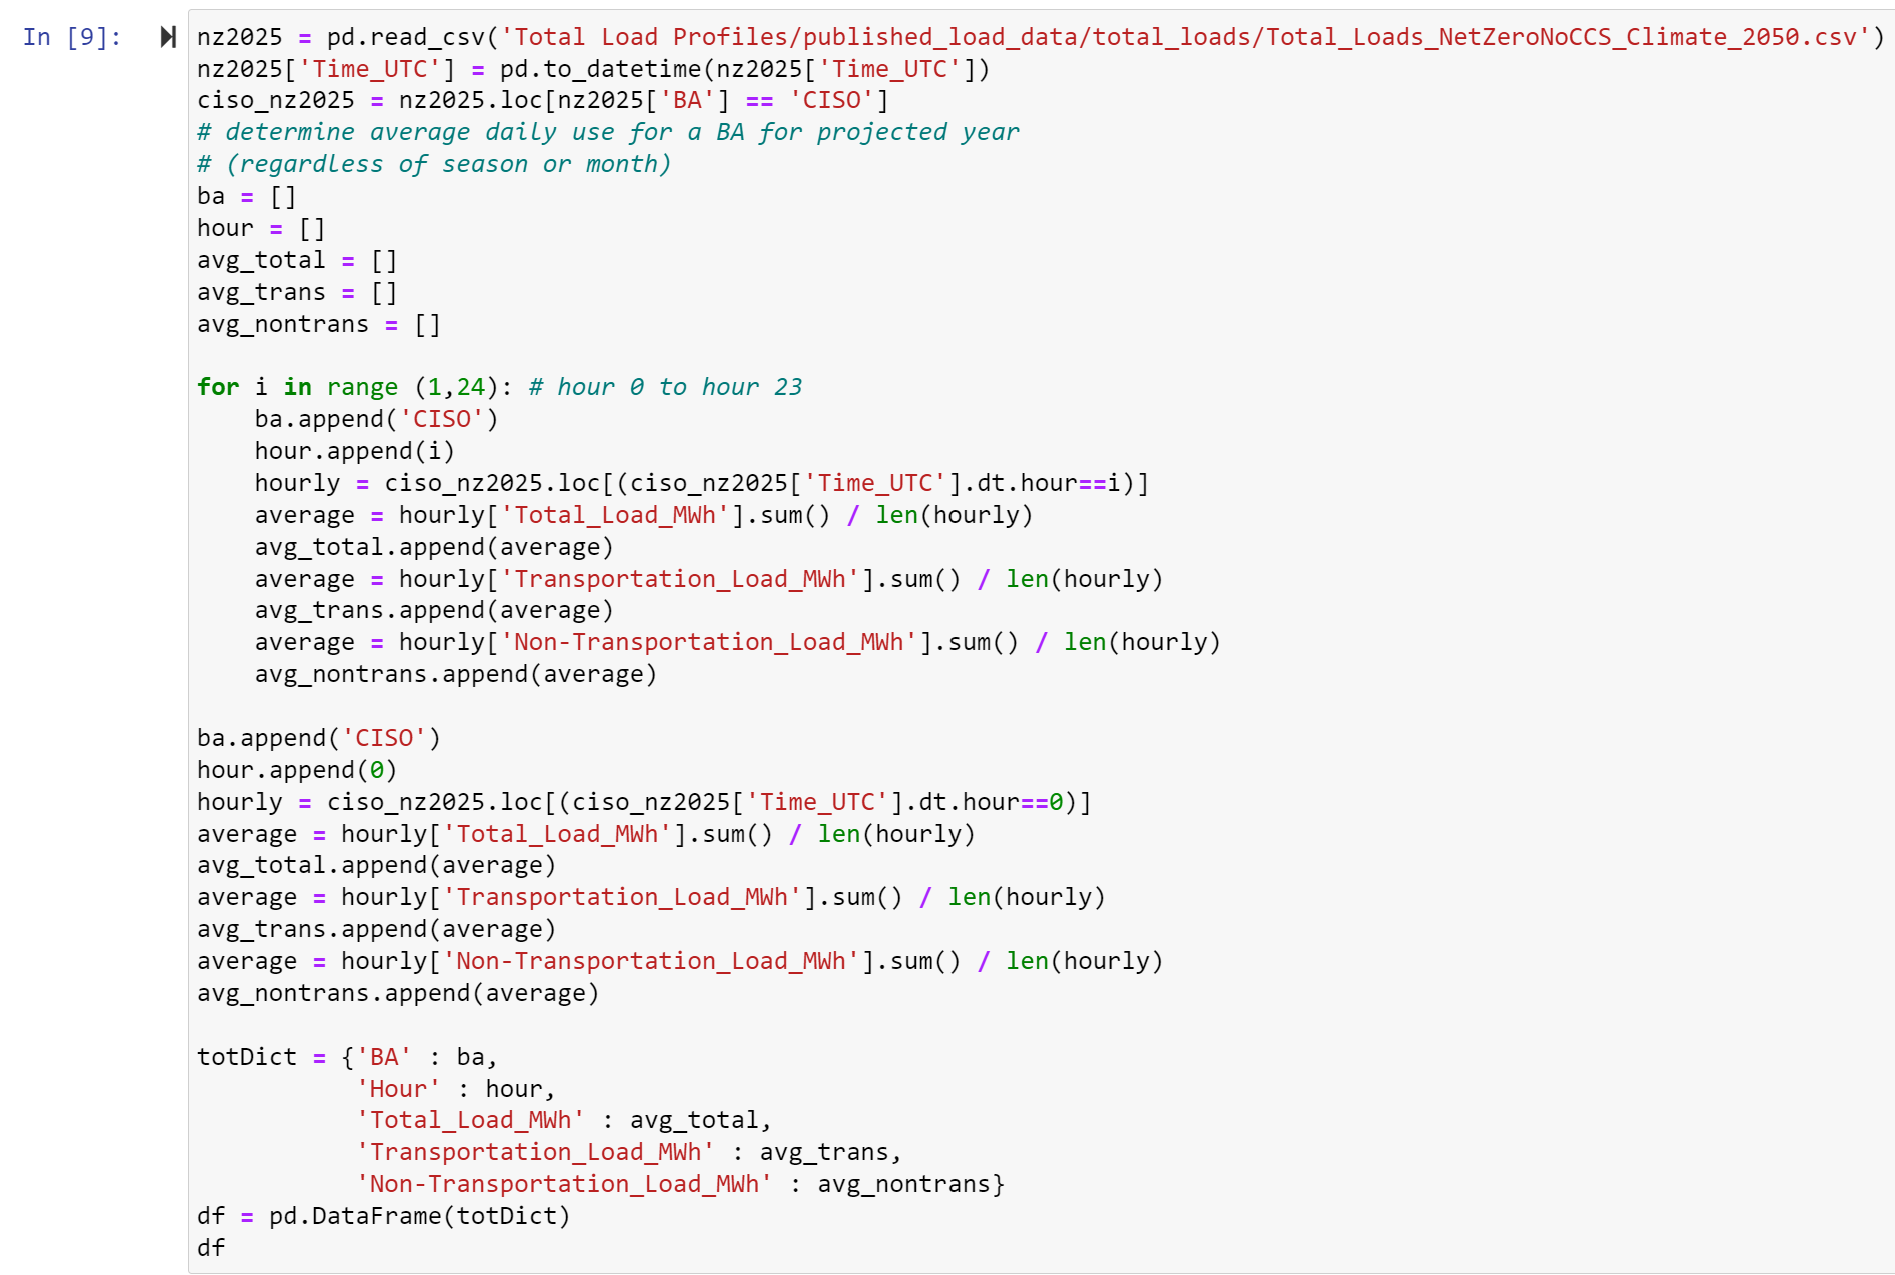 In [9]:
nz2025 = pd.read_csv('Total Load Profiles/published_load_data/total_loads/Total_Loads_NetZeroNoCCS_Climate_2050.csv')
nz2025['Time_UTC'] = pd.to_datetime(nz2025['Time_UTC'])
ciso_nz2025 = nz2025.loc[nz2025['BA'] == 'CISO']
# determine average daily use for a BA for projected year
# (regardless of season or month)
ba = []
hour = []
avg_total = []
avg_trans = []
avg_nontrans = []

for i in range (1,24): # hour 0 to hour 23
    ba.append('CISO')
    hour.append(i)
    hourly = ciso_nz2025.loc[(ciso_nz2025['Time_UTC'].dt.hour==i)]
    average = hourly['Total_Load_MWh'].sum() / len(hourly)
    avg_total.append(average)
    average = hourly['Transportation_Load_MWh'].sum() / len(hourly)
    avg_trans.append(average)
    average = hourly['Non-Transportation_Load_MWh'].sum() / len(hourly)
    avg_nontrans.append(average)

ba.append('CISO')
hour.append(0)
hourly = ciso_nz2025.loc[(ciso_nz2025['Time_UTC'].dt.hour==0)]
average = hourly['Total_Load_MWh'].sum() / len(hourly)
avg_total.append(average)
average = hourly['Transportation_Load_MWh'].sum() / len(hourly)
avg_trans.append(average)
average = hourly['Non-Transportation_Load_MWh'].sum() / len(hourly)
avg_nontrans.append(average)

totDict = {'BA' : ba,
           'Hour' : hour,
           'Total_Load_MWh' : avg_total,
           'Transportation_Load_MWh' : avg_trans,
           'Non-Transportation_Load_MWh' : avg_nontrans}
df = pd.DataFrame(totDict)
df